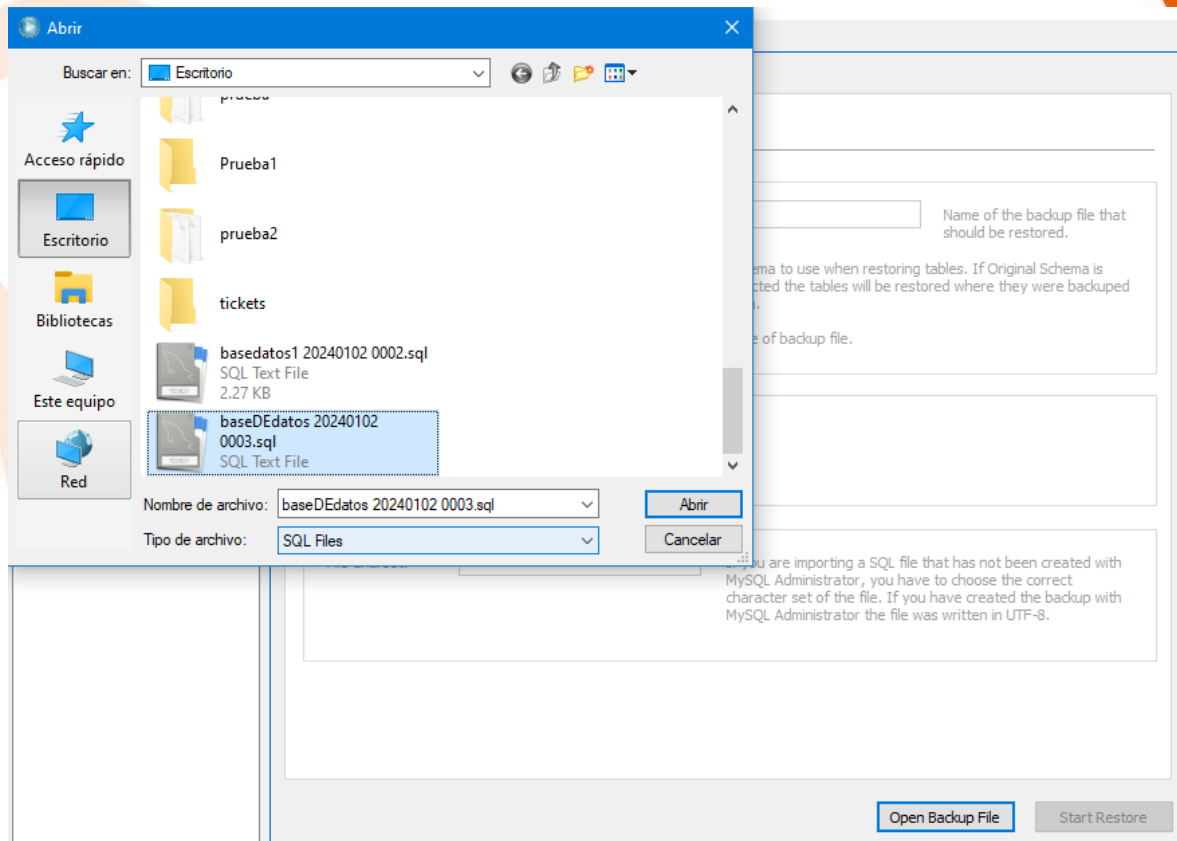 Abrir
Buscar en:
Escritorio
prueba
Acceso rápido
Prueba1
Escritorio
prueba2
Bibliotecas
tickets
Este equipo
basedatos1 20240102 0002.sql
SQL Text File
2.27 KB
Red
baseDEdatos 20240102
0003.sql
SQL Text File
Nombre de archivo:
baseDEdatos 20240102 0003.sql
Abrir
Tipo de archivo:
SQL Files
Cancelar
Name of the backup file that
should be restored.
ema to use when restoring tables. If Original Schema is
cted the tables will be restored where they were backuped
e of backup file.
you are importing a SQL file that has not been created with
MySQL Administrator, you have to choose the correct
character set of the file. If you have created the backup with
MySQL Administrator the file was written in UTF-8.
Open Backup File
Start Restore